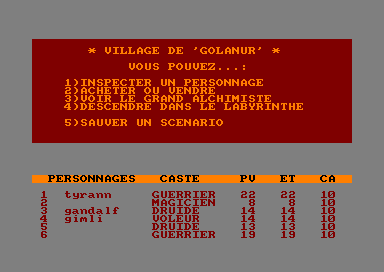 * VILLAGE DE 'GOLANUR' *
VOUS POUVEZ...:
1)INSPECTER UN PERSONNAGE
2)ACHETER OU VENDRE
3)VOIR LE GRAND ALCHIMISTE
4)DESCENDRE DANS LE LABYRINTHE
5)SAUVER UN SCENARIO
PERSONNAGES CASTE PV ET CA
1 tyrann GUERRIER 22 22 10
2 MAGICIEN 8 8 10
3 gandalf DRUIDE 14 14 10
4 gimli VOLEUR 14 14 10
5 DRUIDE 13 13 10
6 GUERRIER 19 19 10